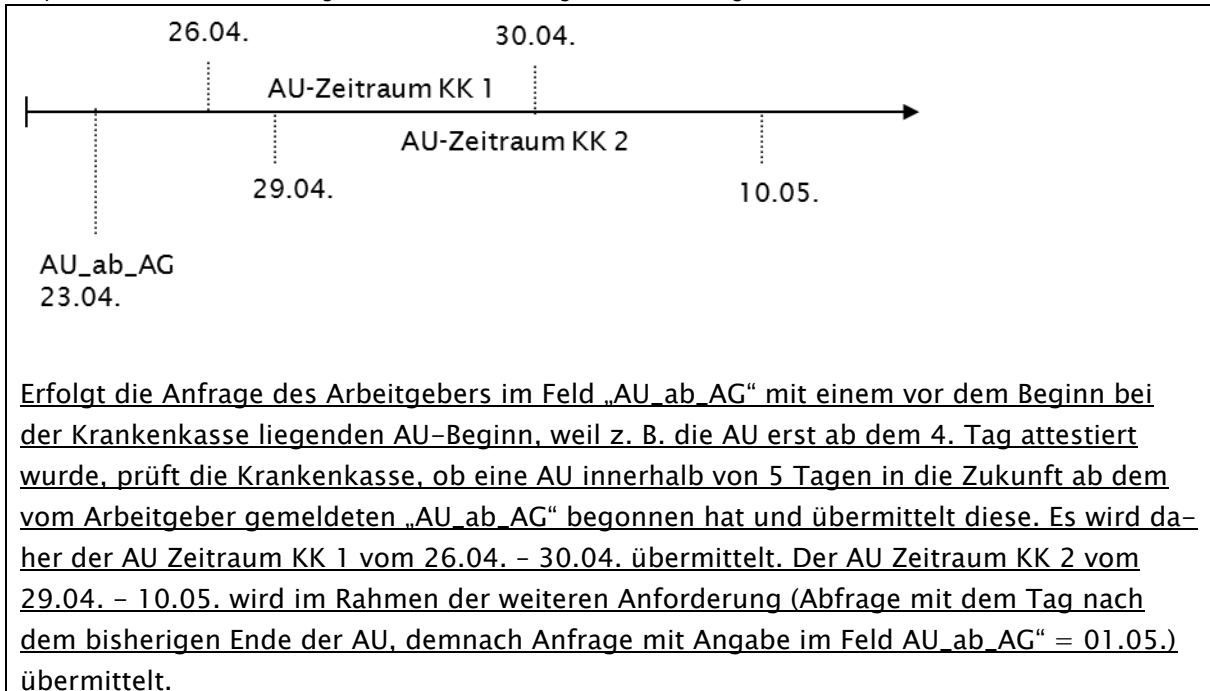 26.04.
30.04.
AU-Zeitraum KK 1
AU-Zeitraum KK 2
29.04.
10.05.
AU_ab_AG
23.04.
Erfolgt die Anfrage des Arbeitgebers im Feld „AU_ab_AG“ mit einem vor dem Beginn bei
der Krankenkasse liegenden AU-Beginn, weil z. B. die AU erst ab dem 4. Tag attestiert
wurde, prüft die Krankenkasse, ob eine AU innerhalb von 5 Tagen in die Zukunft ab dem
vom Arbeitgeber gemeldeten „AU_ab_AG“ begonnen hat und übermittelt diese. Es wird da-
her der AU Zeitraum KK 1 vom 26.04. – 30.04. übermittelt. Der AU Zeitraum KK 2 vom
29.04. – 10.05. wird im Rahmen der weiteren Anforderung (Abfrage mit dem Tag nach
dem bisherigen Ende der AU, demnach Anfrage mit Angabe im Feld AU_ab_AG“ = 01.05.)
übermittelt.